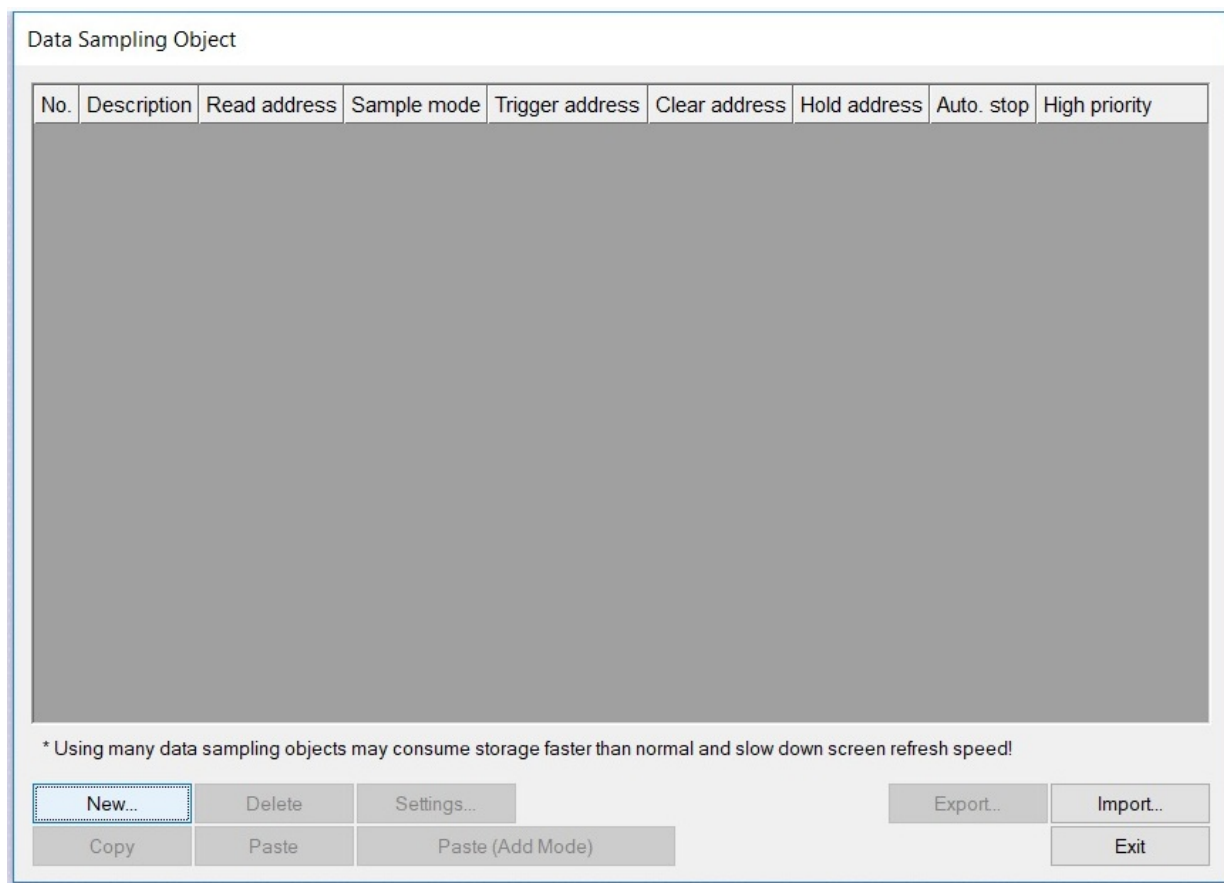 Data Sampling Object
No. Description Read address Sample mode Trigger address Clear address Hold address Auto. stop High priority
* Using many data sampling objects may consume storage faster than normal and slow down screen refresh speed!
New... Delete Settings... Export... Import...
Copy Paste Paste (Add Mode) Exit